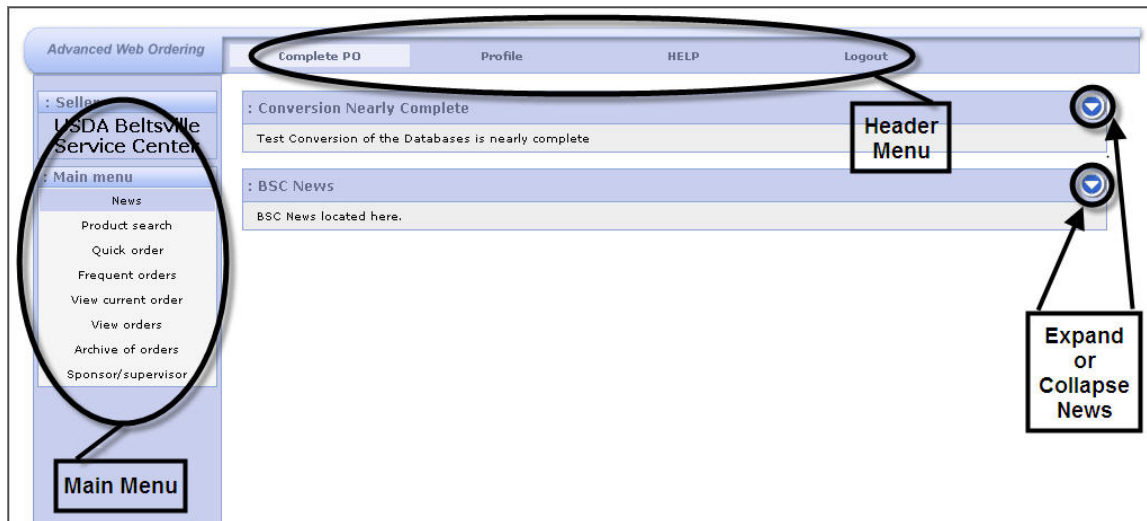 Advanced Web Ordering
Complete PO
Profile
HELP
Logout
: Seller
USDA Beltsville
Service Center
: Main menu
News
Product search
Quick order
Frequent orders
View current order
View orders
Archive of orders
Sponsor/supervisor
Main Menu
: Conversion Nearly Complete
Test Conversion of the Databases is nearly complete
: BSC News
BSC News located here.
Header
Menu
Expand
or
Collapse
News